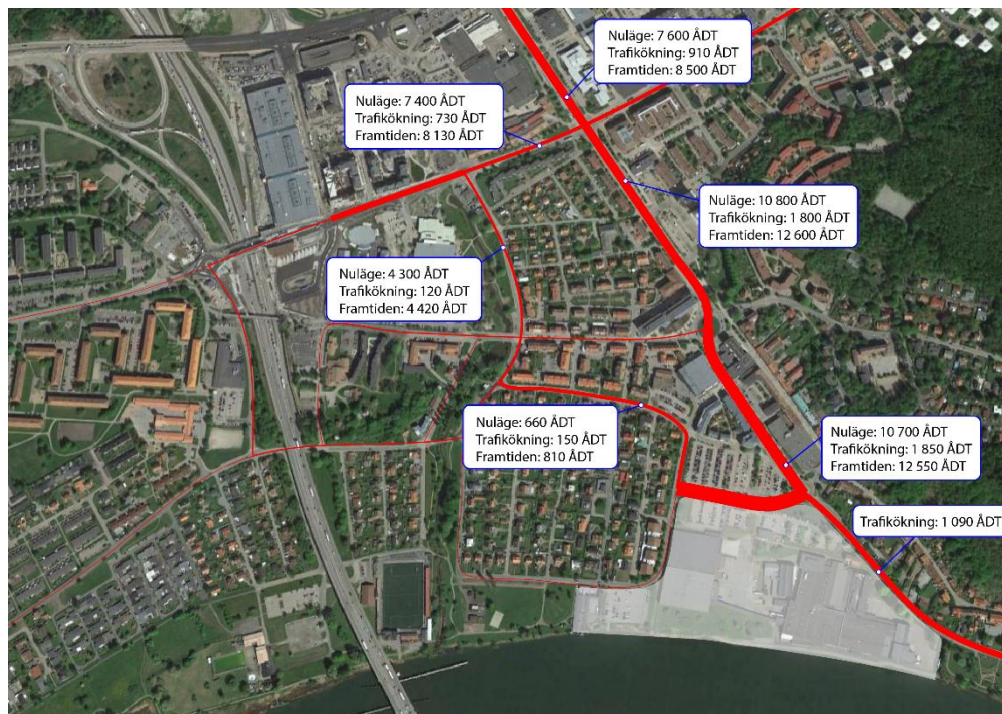 Nuläge: 7 600 ÅDT
Trafikökning: 910 ÅDT
Framtiden: 8 500 ÅDT
Nuläge: 7 400 ÅDT
Trafikökning: 730 ÅDT
Framtiden: 8 130 ÅDT
Nuläge: 10 800 ÅDT
Trafikökning: 1 800 ÅDT
Framtiden: 12 600 ÅDT
Nuläge: 4 300 ÅDT
Trafikökning: 120 ÅDT
Framtiden: 4 420 ÅDT
Nuläge: 660 ÅDT
Trafikökning: 150 ÅDT
Framtiden: 810 ÅDT
Nuläge: 10 700 ÅDT
Trafikökning: 1 850 ÅDT
Framtiden: 12 550 ÅDT
Trafikökning: 1 090 ÅDT